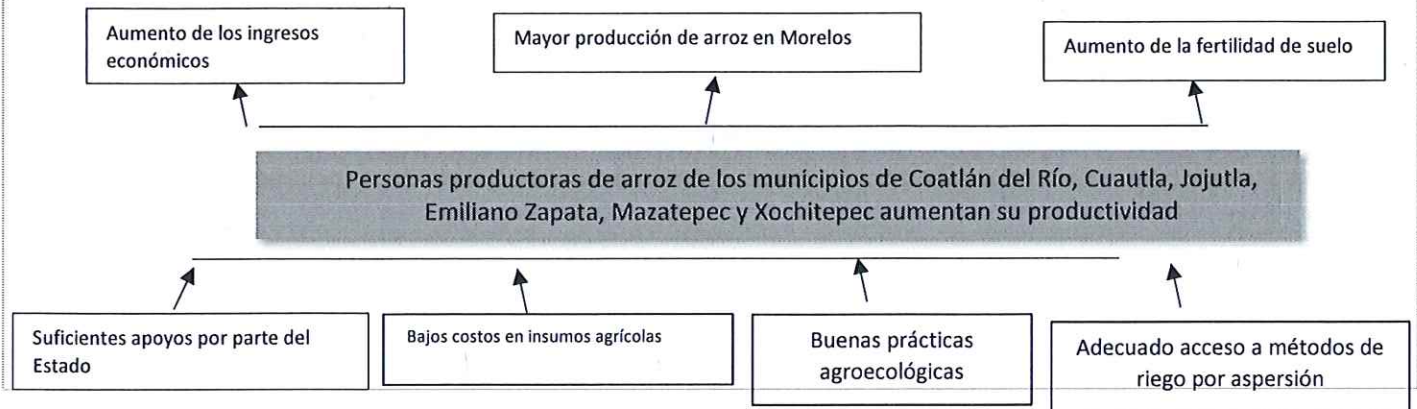 Aumento de los ingresos
económicos
Mayor producción de arroz en Morelos
Aumento de la fertilidad de suelo
Personas productoras de arroz de los municipios de Coatlán del Río, Cuautla, Jojutla,
Emiliano Zapata, Mazatepec y Xochitepec aumentan su productividad
Suficientes apoyos por parte del
Estado
Bajos costos en insumos agrícolas
Buenas prácticas
agroecológicas
Adecuado acceso a métodos de
riego por aspersión